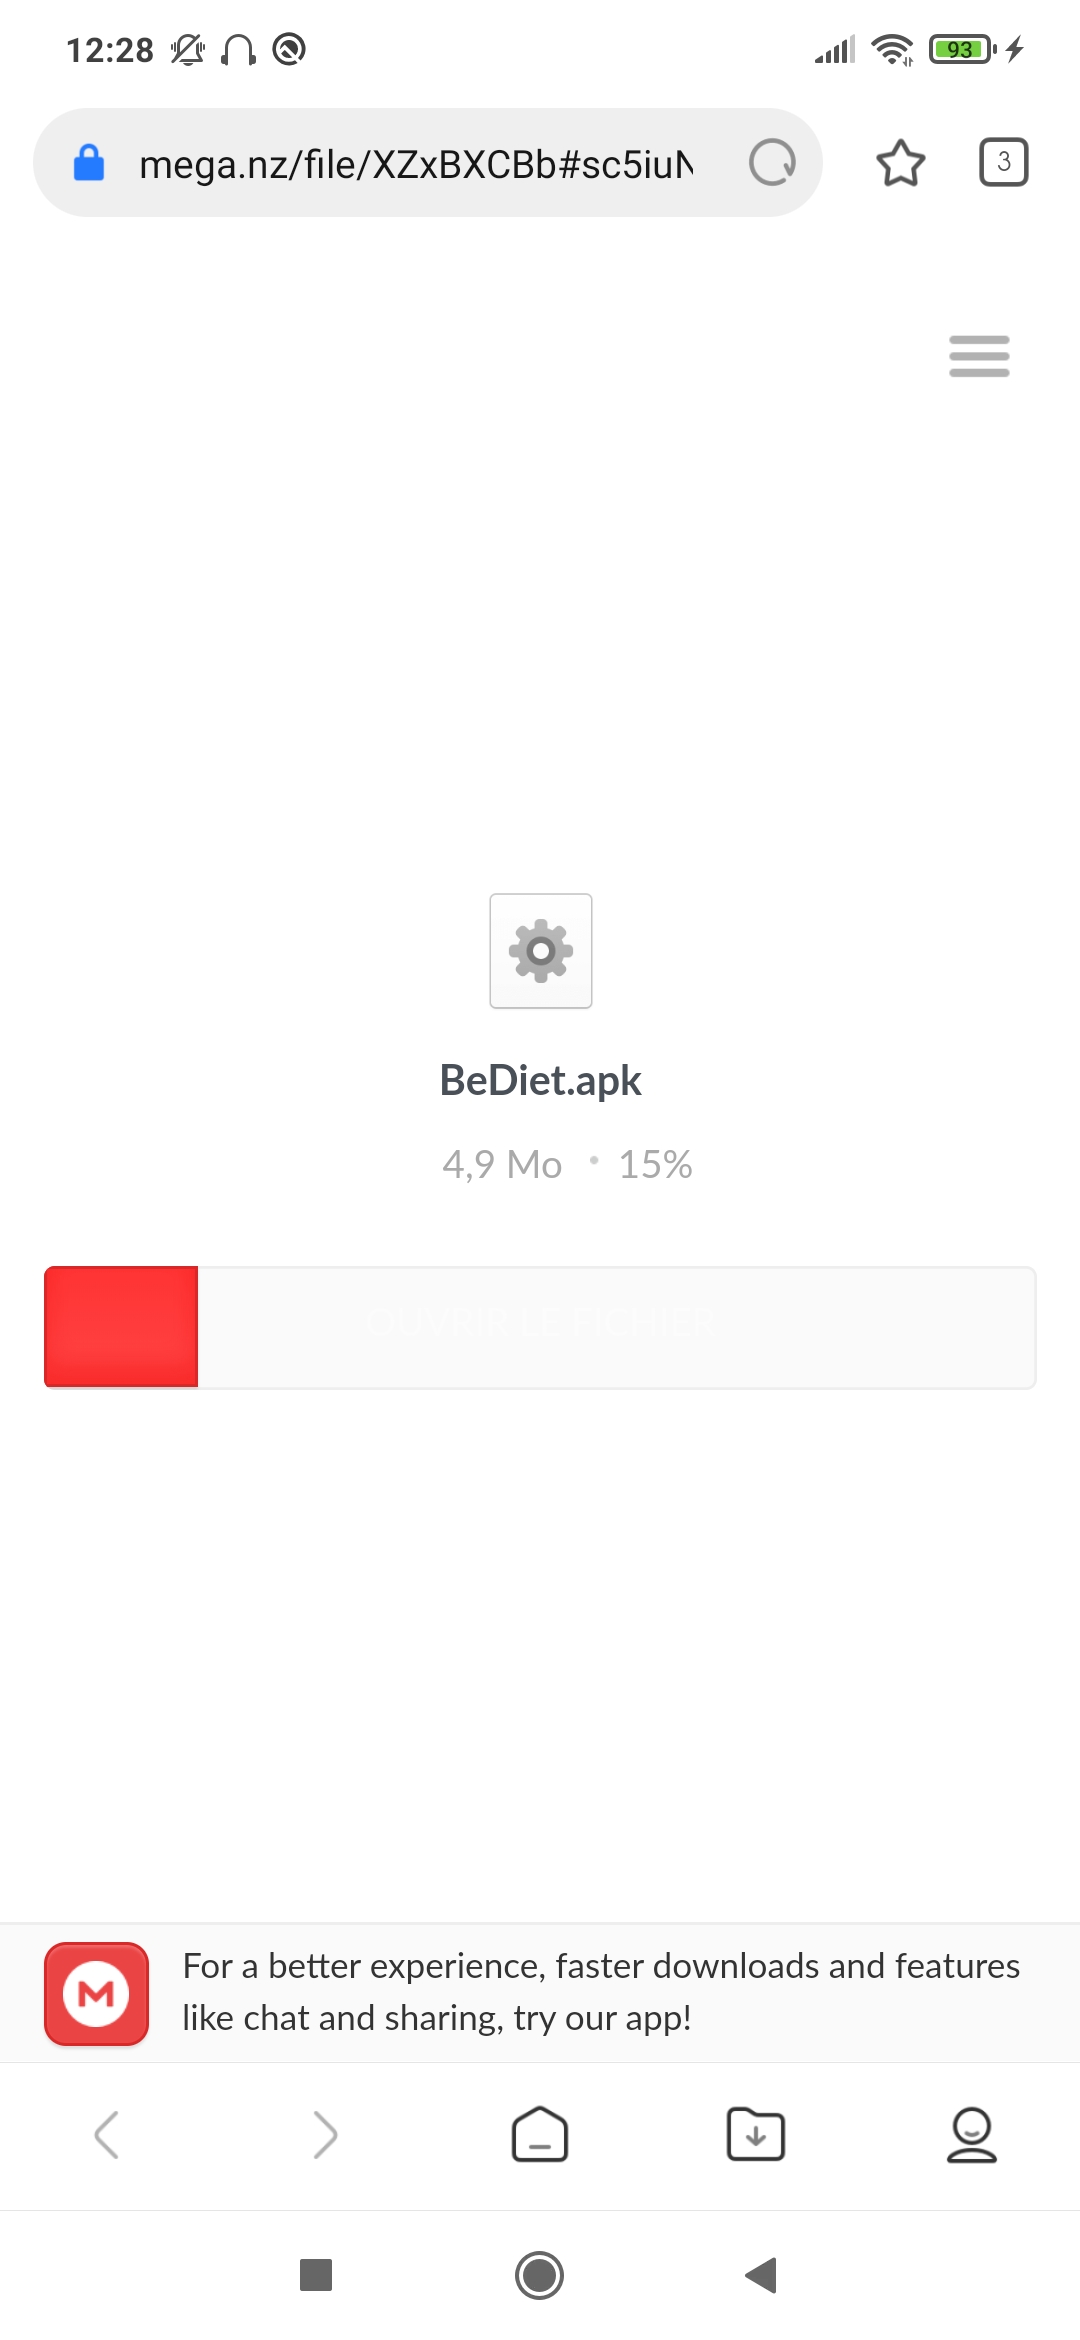 12:28
93
mega.nz/file/XZxBXCBb#sc5iuN
3
BeDiet.apk
4,9 Mo • 15%
OUVRIR LE FICHIER
M
For a better experience, faster downloads and features
like chat and sharing, try our app!